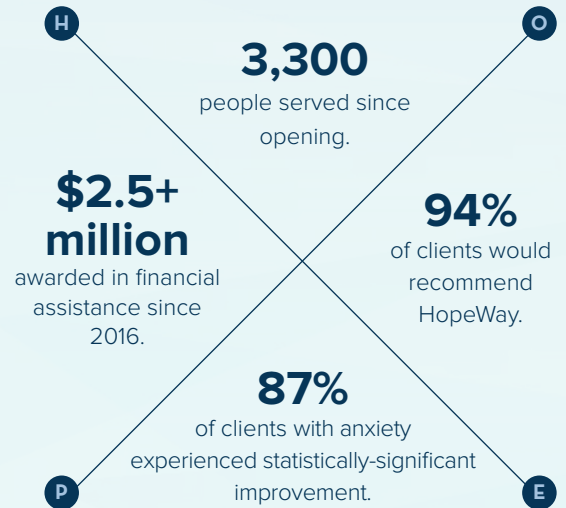 H
O
3,300
people served since
opening.
$2.5+
million
awarded in financial
assistance since
2016.
94%
of clients would
recommend
HopeWay.
87%
of clients with anxiety
experienced statistically-significant
improvement.
P
E